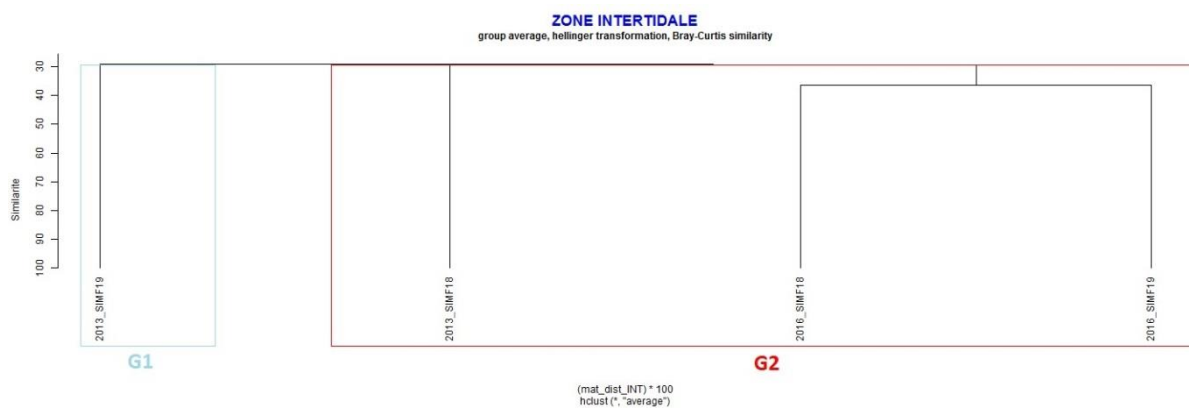 ZONE INTERTIDALE
group average, hellinger transformation, Bray-Curtis similarity
Similarite
30
40
50
60
70
80
90
100
2013_SIMF19
2013_SIMF18
2016_SIMF18
2016_SIMF19
G1
G2
(mat_dist_INT) * 100
hclust (*, "average")